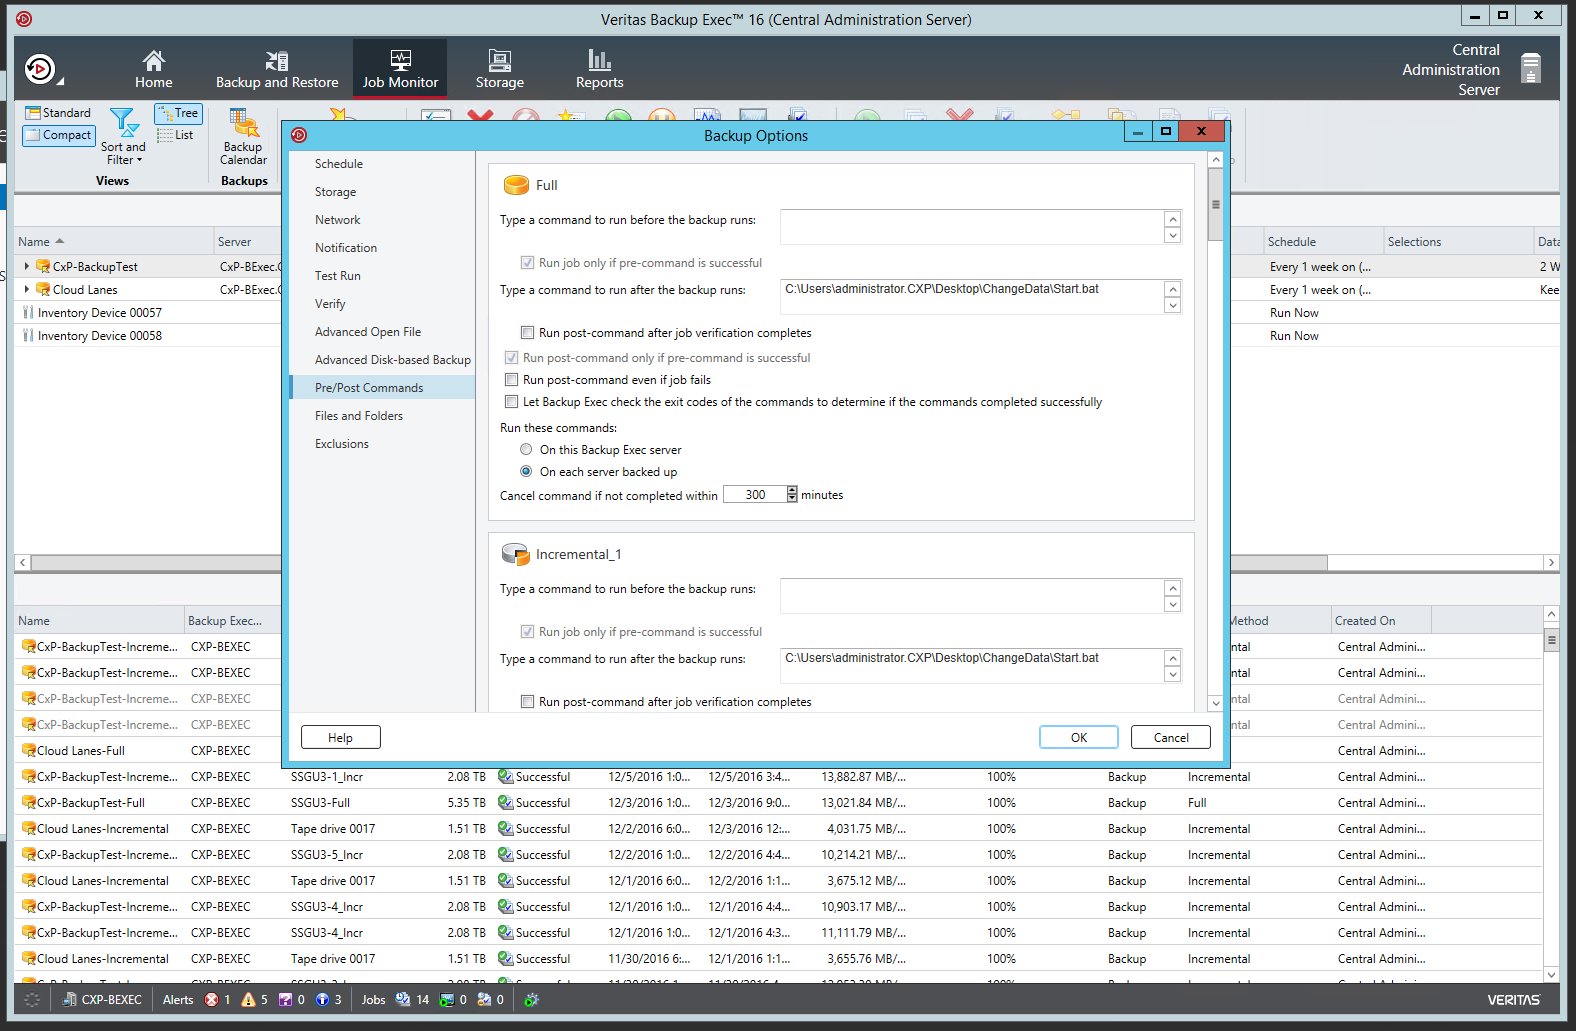 Veritas Backup Exec™ 16 (Central Administration Server)
Home
Backup and Restore
Job Monitor
Storage
Reports
Central
Administration
Server
Standard
Compact
Sort and
Filter
Tree
List
Views
Backup
Calendar
Backups
Backup Options
Schedule
Storage
Network
Notification
Test Run
Verify
Advanced Open File
Advanced Disk-based Backup
Pre/Post Commands
Files and Folders
Exclusions
Full
Type a command to run before the backup runs:
Run job only if pre-command is successful
Type a command to run after the backup runs: C:\Users\administrator.CXP\Desktop\ChangeData\Start.bat
Run post-command after job verification completes
Run post-command only if pre-command is successful
Run post-command even if job fails
Let Backup Exec check the exit codes of the commands to determine if the commands completed successfully
Run these commands:
On this Backup Exec server
On each server backed up
Cancel command if not completed within 300 minutes
Incremental_1
Type a command to run before the backup runs:
Run job only if pre-command is successful
Type a command to run after the backup runs: C:\Users\administrator.CXP\Desktop\ChangeData\Start.bat
Run post-command after job verification completes
Help OK Cancel
Name Server Schedule Selections Data
CxP-BackupTest CxP-BExec.C Every 1 week on (... 2 W
Cloud Lanes CxP-BExec.C Every 1 week on (... Kee
Inventory Device 00057 Run Now
Inventory Device 00058 Run Now
Name Backup Exec... Method Created On
CxP-BackupTest-Increme... CXP-BEXEC ntal Central Admini...
CxP-BackupTest-Increme... CXP-BEXEC ntal Central Admini...
CxP-BackupTest-Increme... CXP-BEXEC ntal Central Admini...
CxP-BackupTest-Increme... CXP-BEXEC ntal Central Admini...
Cloud Lanes-Full CXP-BEXEC Central Admini...
CxP-BackupTest-Increme... CXP-BEXEC SSGU3-1_Incr 2.08 TB Successful 12/5/2016 1:0... 12/5/2016 3:4... 13,882.87 MB/... 100% Backup Incremental Central Admini...
CxP-BackupTest-Full CXP-BEXEC SSGU3-Full 5.35 TB Successful 12/3/2016 1:0... 12/3/2016 9:0... 13,021.84 MB/... 100% Backup Full Central Admini...
Cloud Lanes-Incremental CXP-BEXEC Tape drive 0017 1.51 TB Successful 12/2/2016 6:0... 12/3/2016 12:... 4,031.75 MB/... 100% Backup Incremental Central Admini...
CxP-BackupTest-Increme... CXP-BEXEC SSGU3-5_Incr 2.08 TB Successful 12/2/2016 1:0... 12/2/2016 4:4... 10,214.21 MB/... 100% Backup Incremental Central Admini...
Cloud Lanes-Incremental CXP-BEXEC Tape drive 0017 1.51 TB Successful 12/1/2016 6:0... 12/2/2016 1:1... 3,675.12 MB/... 100% Backup Incremental Central Admini...
CxP-BackupTest-Increme... CXP-BEXEC SSGU3-4_Incr 2.08 TB Successful 12/1/2016 1:0... 12/1/2016 4:4... 10,903.17 MB/... 100% Backup Incremental Central Admini...
CxP-BackupTest-Increme... CXP-BEXEC SSGU3-4_Incr 2.08 TB Successful 12/1/2016 1:0... 12/1/2016 4:3... 11,111.79 MB/... 100% Backup Incremental Central Admini...
Cloud Lanes-Incremental CXP-BEXEC Tape drive 0017 1.51 TB Successful 11/30/2016 6:... 12/1/2016 1:1... 3,655.76 MB/... 100% Backup Incremental Central Admini...
CXP-BEXEC Alerts 1 5 0 3 Jobs 14 0 0 VERITAS